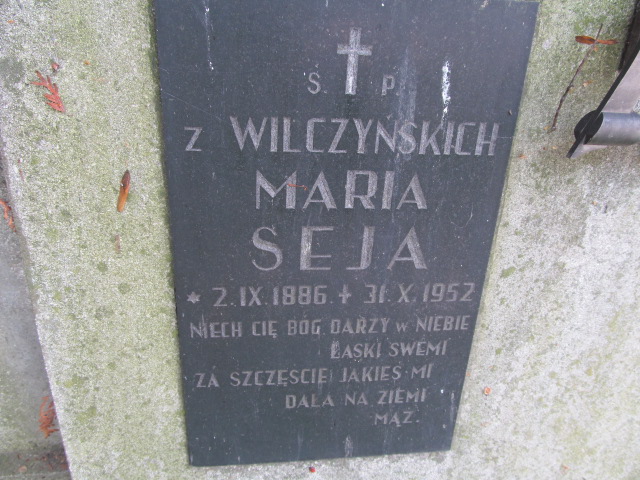 Ś. P.
z WILCZYŃSKICH
MARIA
SEJA
* 2.IX.1886 + 31.X.1952
NIECH CIĘ BÓG DARZY W NIEBIE
ŁASKI SWEMI
ZA SZCZĘŚCIE JAKIEŚ MI
DAŁA NA ZIEMI
MĄŻ.